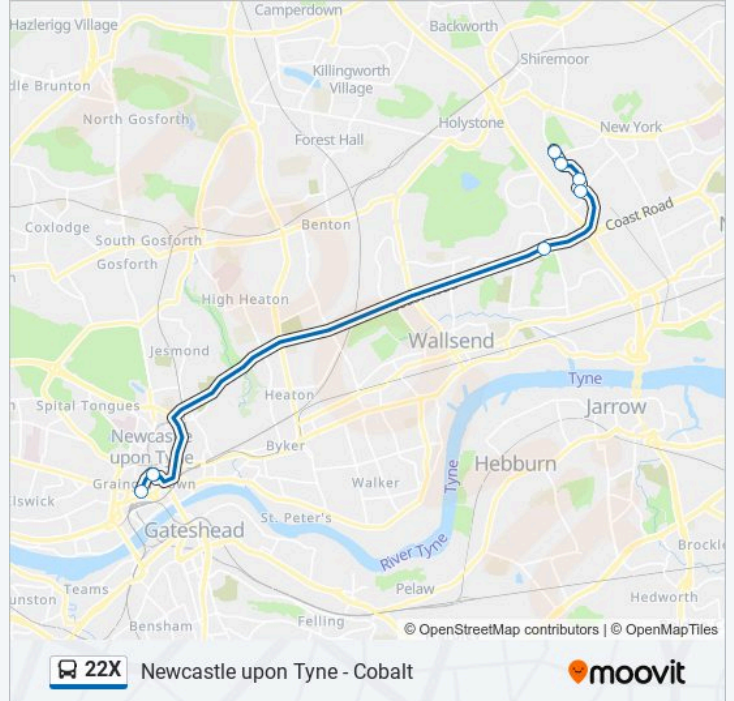 Camperdown
Hazlerigg Village
Backworth
Shiremoor
Killingworth
Village
dle Brunton
North Gosforth
Holystone
New York
Forest Hall
Coast Road
Coxlodge
Benton
South Gosforth
Gosforth
High Heaton
Wallsend
Jesmond
Tyne
Heaton
Spital Tongues
Jarrow
Newcastle
upon Tyne
Byker
Hebburn
Tyne
Walker
lswick
St. Peter's
Gateshead
River Tyne
Brockle
Teams
Pelaw
unston
Hedworth
Felling
Bensham
© OpenStreetMap contributors | © OpenMapTiles
22X Newcastle upon Tyne - Cobalt
moovit